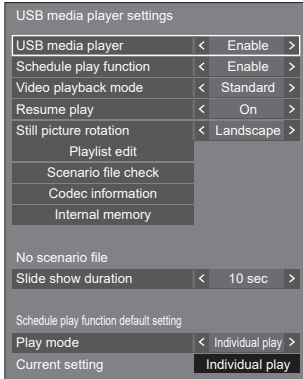 USB media player settings
USB media player < Enable >
Schedule play function < Enable >
Video playback mode < Standard >
Resume play < On >
Still picture rotation < Landscape >
Playlist edit
Scenario file check
Codec information
Internal memory
No scenario file
Slide show duration < 10 sec >
Schedule play function default setting
Play mode < Individual play >
Current setting Individual play